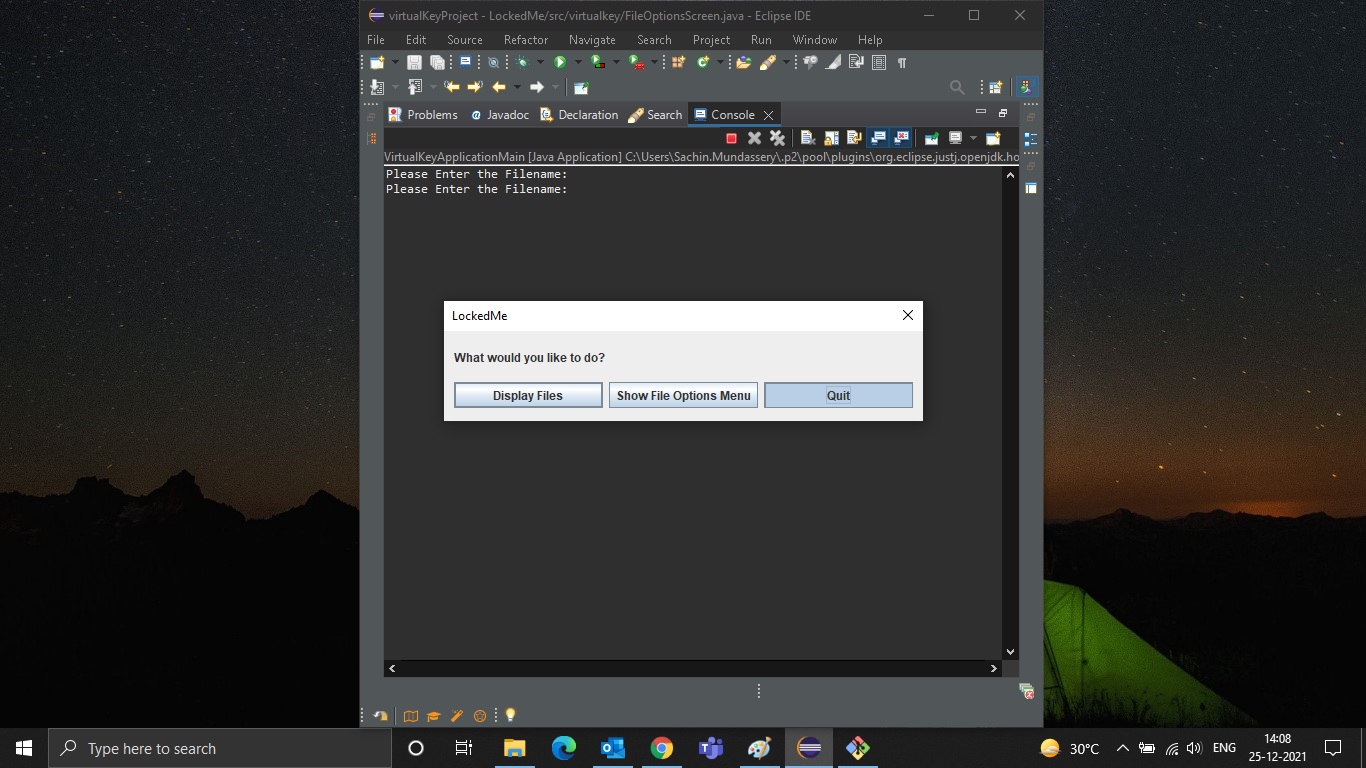 virtualKeyProject - LockedMe/src/virtualkey/FileOptionsScreen.java - Eclipse IDE
File Edit Source Refactor Navigate Search Project Run Window Help
Problems Javadoc Declaration Search Console
VirtualKeyApplicationMain [Java Application] C:\Users\Sachin.Mundassery\.p2\pool\plugins\org.eclipse.justj.openjdk.ho
Please Enter the Filename:
Please Enter the Filename:
LockedMe
What would you like to do?
Display Files Show File Options Menu Quit
Type here to search
30°C ENG 14:08
25-12-2021